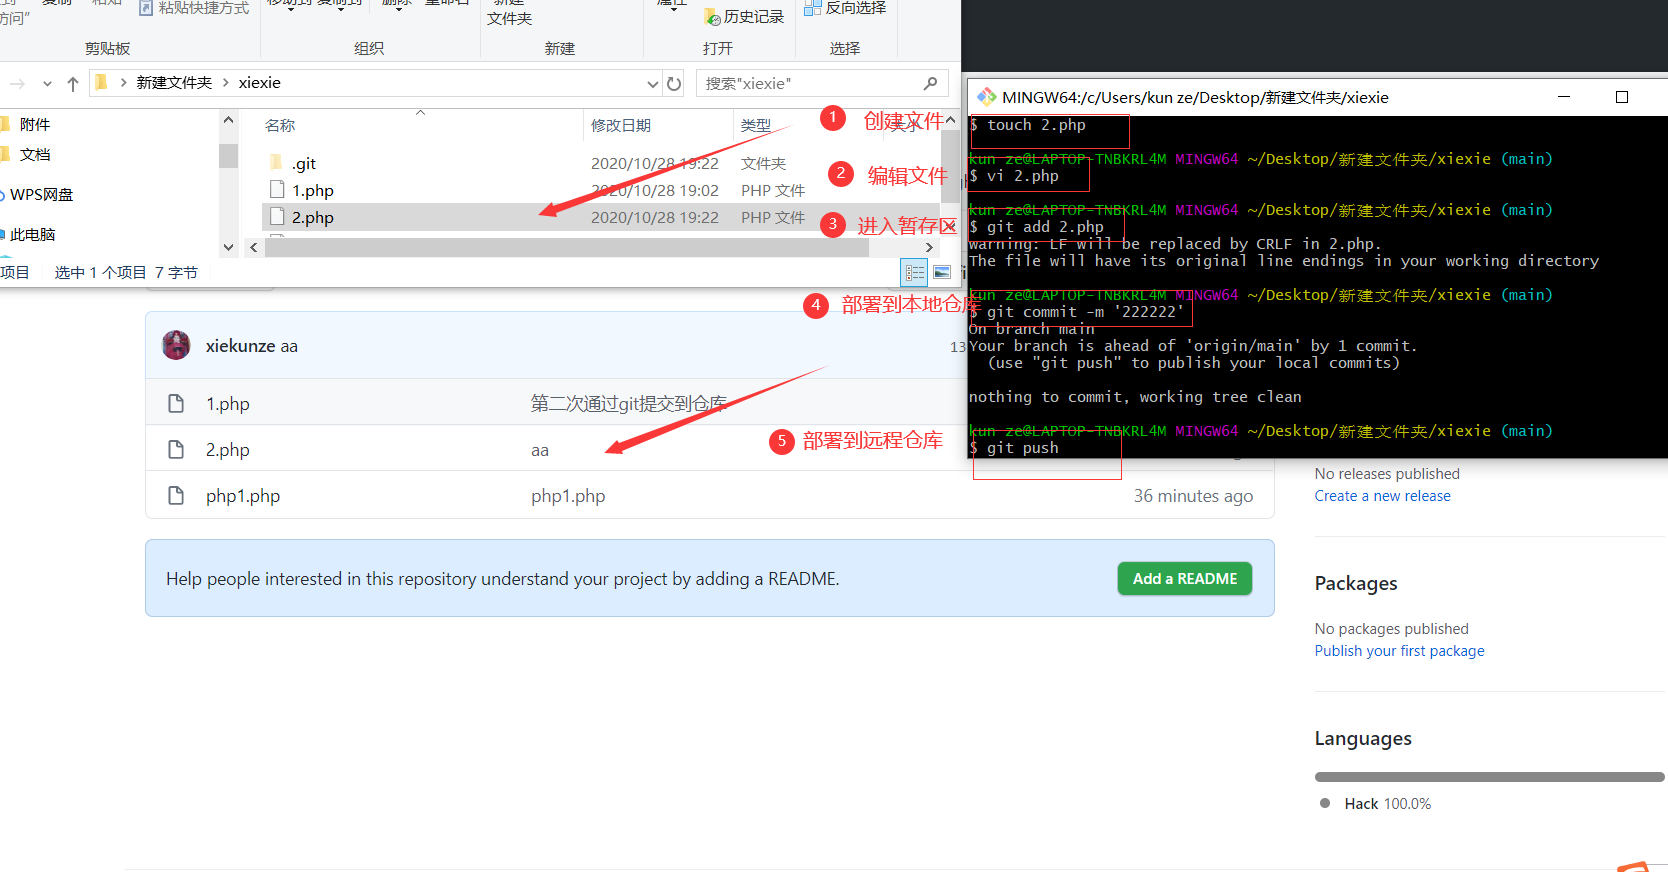 复制
粘贴
访问"
粘贴快捷方式
移动到 复制到
删除 重命名
新建
文件夹
属性
历史记录
反向选择
剪贴板
组织
新建
打开
选择
新建文件夹 › xiexie
搜索"xiexie"
附件
文档
WPS网盘
此电脑
名称
修改日期
类型
大小
.git
2020/10/28 19:22
文件夹
1.php
2020/10/28 19:02
PHP 文件
2.php
2020/10/28 19:22
PHP 文件
项目
选中 1 个项目 7 字节
1 创建文件
2 编辑文件
3 进入暂存区
4 部署到本地仓库
5 部署到远程仓库
MINGW64:/c/Users/kun ze/Desktop/新建文件夹/xiexie
$ touch 2.php
kun ze@LAPTOP-TNBKRL4M MINGW64 ~/Desktop/新建文件夹/xiexie (main)
$ vi 2.php
kun ze@LAPTOP-TNBKRL4M MINGW64 ~/Desktop/新建文件夹/xiexie (main)
$ git add 2.php
warning: LF will be replaced by CRLF in 2.php.
The file will have its original line endings in your working directory
kun ze@LAPTOP-TNBKRL4M MINGW64 ~/Desktop/新建文件夹/xiexie (main)
$ git commit -m '222222'
On branch main
Your branch is ahead of 'origin/main' by 1 commit.
(use "git push" to publish your local commits)
nothing to commit, working tree clean
kun ze@LAPTOP-TNBKRL4M MINGW64 ~/Desktop/新建文件夹/xiexie (main)
$ git push
xiekunze aa
13
1.php
第二次通过git提交到仓库
2.php
aa
php1.php
php1.php
36 minutes ago
Help people interested in this repository understand your project by adding a README.
Add a README
No releases published
Create a new release
Packages
No packages published
Publish your first package
Languages
Hack 100.0%